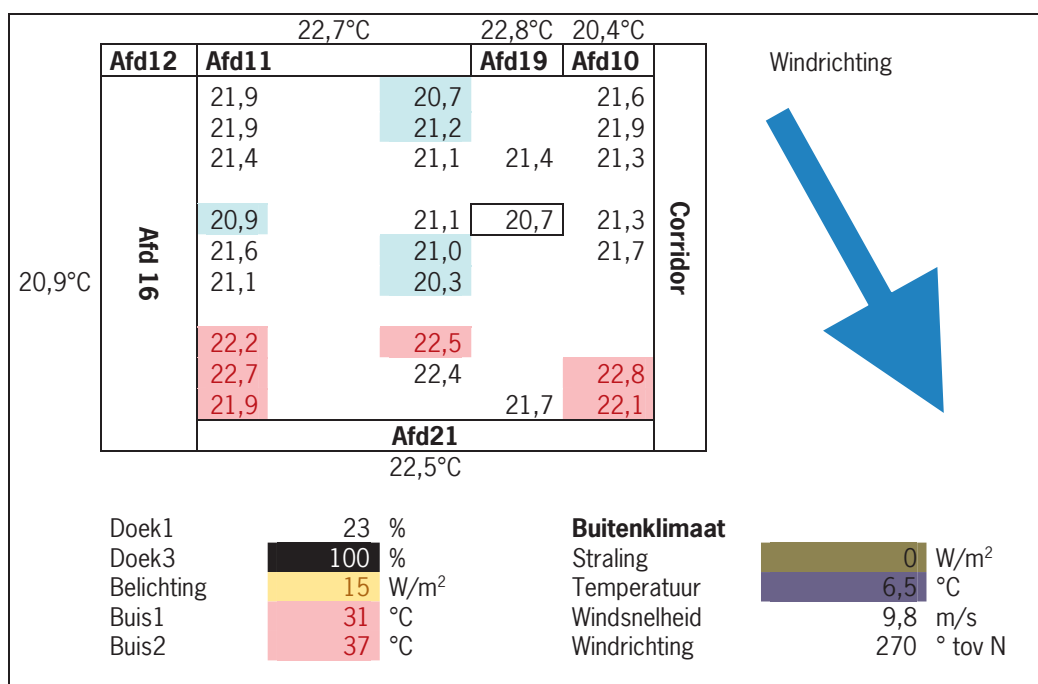 22,7°C 22,8°C 20,4°C
Afd12 Afd11 Afd19 Afd10
Windrichting
21,9 20,7 21,6
21,9 21,2 21,9
21,4 21,1 21,4 21,3
20,9 21,1 20,7 21,3
21,6 21,0 21,7
21,1 20,3
20,9°C
Afd 16
Corridor
22,2 22,5
22,7 22,4 22,8
21,9 21,7 22,1
Afd21
22,5°C
Doek1 23 %
Doek3 100 %
Belichting 15 W/m²
Buis1 31 °C
Buis2 37 °C
Buitenklimaat
Straling 0 W/m²
Temperatuur 6,5 °C
Windsnelheid 9,8 m/s
Windrichting 270 ° tov N